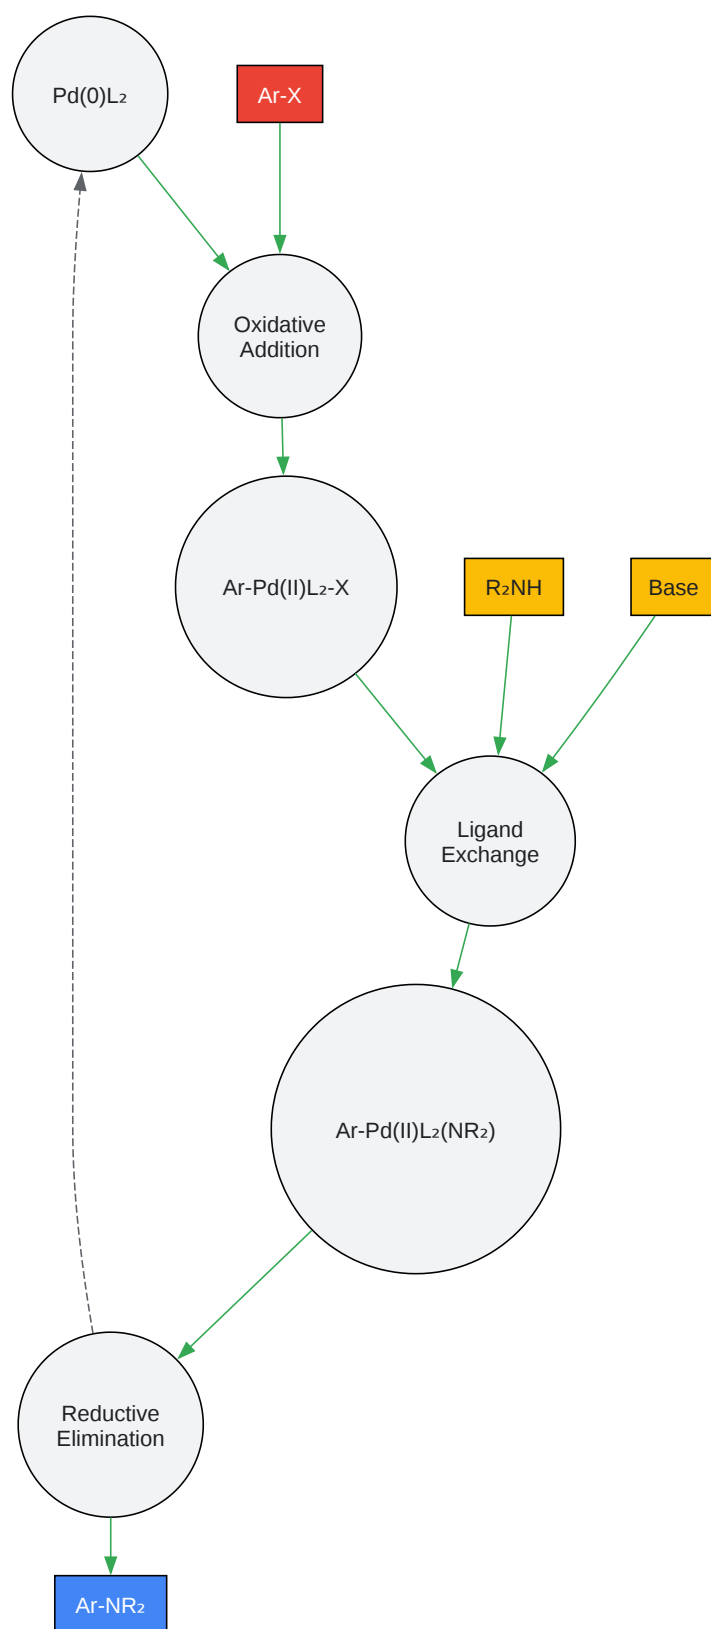 Pd(0)L₂
Ar-X
Oxidative
Addition
Ar-Pd(II)L₂-X
R₂NH
Base
Ligand
Exchange
Ar-Pd(II)L₂(NR₂)
Reductive
Elimination
Ar-NR₂